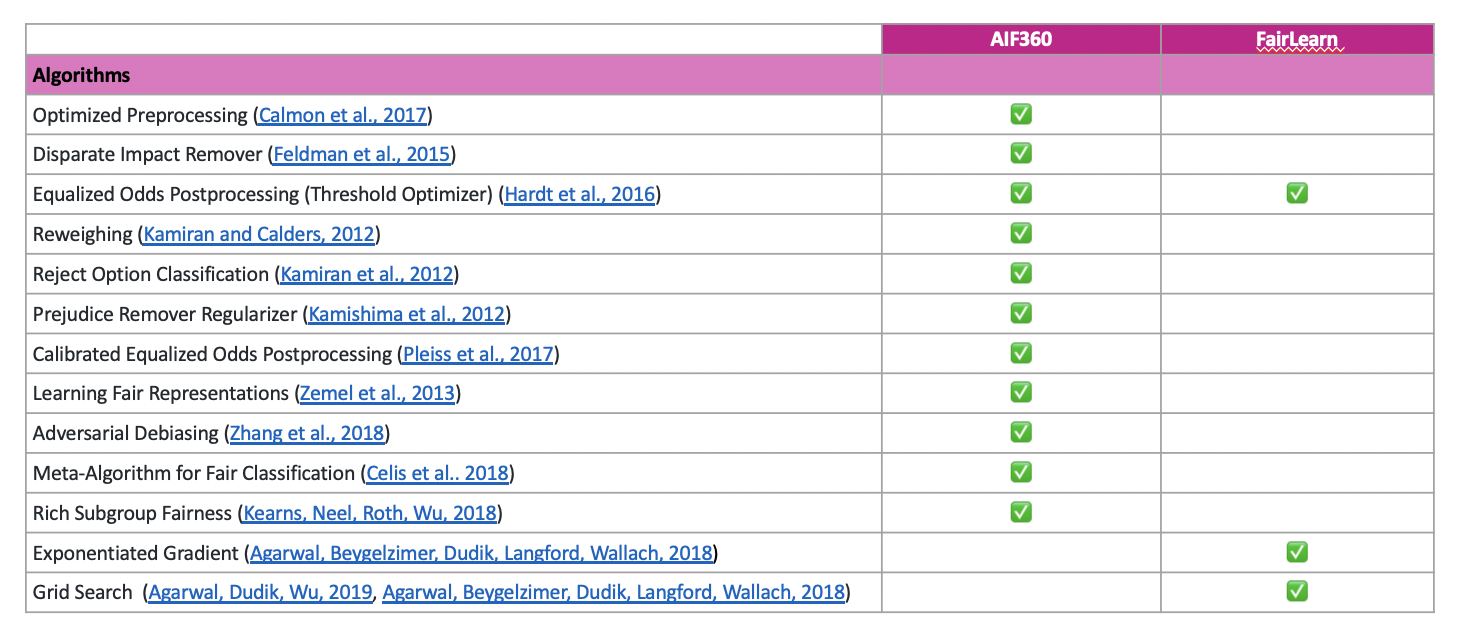 AIF360 FairLearn
Algorithms
Optimized Preprocessing (Calmon et al., 2017) ✅
Disparate Impact Remover (Feldman et al., 2015) ✅
Equalized Odds Postprocessing (Threshold Optimizer) (Hardt et al., 2016) ✅ ✅
Reweighing (Kamiran and Calders, 2012) ✅
Reject Option Classification (Kamiran et al., 2012) ✅
Prejudice Remover Regularizer (Kamishima et al., 2012) ✅
Calibrated Equalized Odds Postprocessing (Pleiss et al., 2017) ✅
Learning Fair Representations (Zemel et al., 2013) ✅
Adversarial Debiasing (Zhang et al., 2018) ✅
Meta-Algorithm for Fair Classification (Celis et al.. 2018) ✅
Rich Subgroup Fairness (Kearns, Neel, Roth, Wu, 2018) ✅
Exponentiated Gradient (Agarwal, Beygelzimer, Dudik, Langford, Wallach, 2018) ✅
Grid Search (Agarwal, Dudik, Wu, 2019, Agarwal, Beygelzimer, Dudik, Langford, Wallach, 2018) ✅